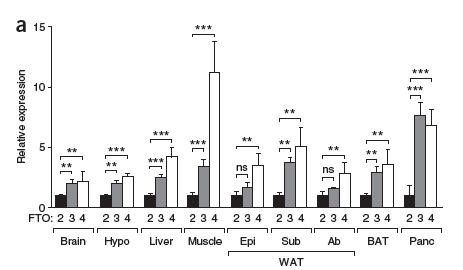 a
15
10
5
0
Relative expression
** ** 
** ***
*** ***
*** ***
ns **
** **
ns **
** **
*** ***
FTO: 2 3 4 2 3 4 2 3 4 2 3 4 2 3 4 2 3 4 2 3 4 2 3 4 2 3 4
Brain Hypo Liver Muscle Epi Sub Ab BAT Panc
WAT